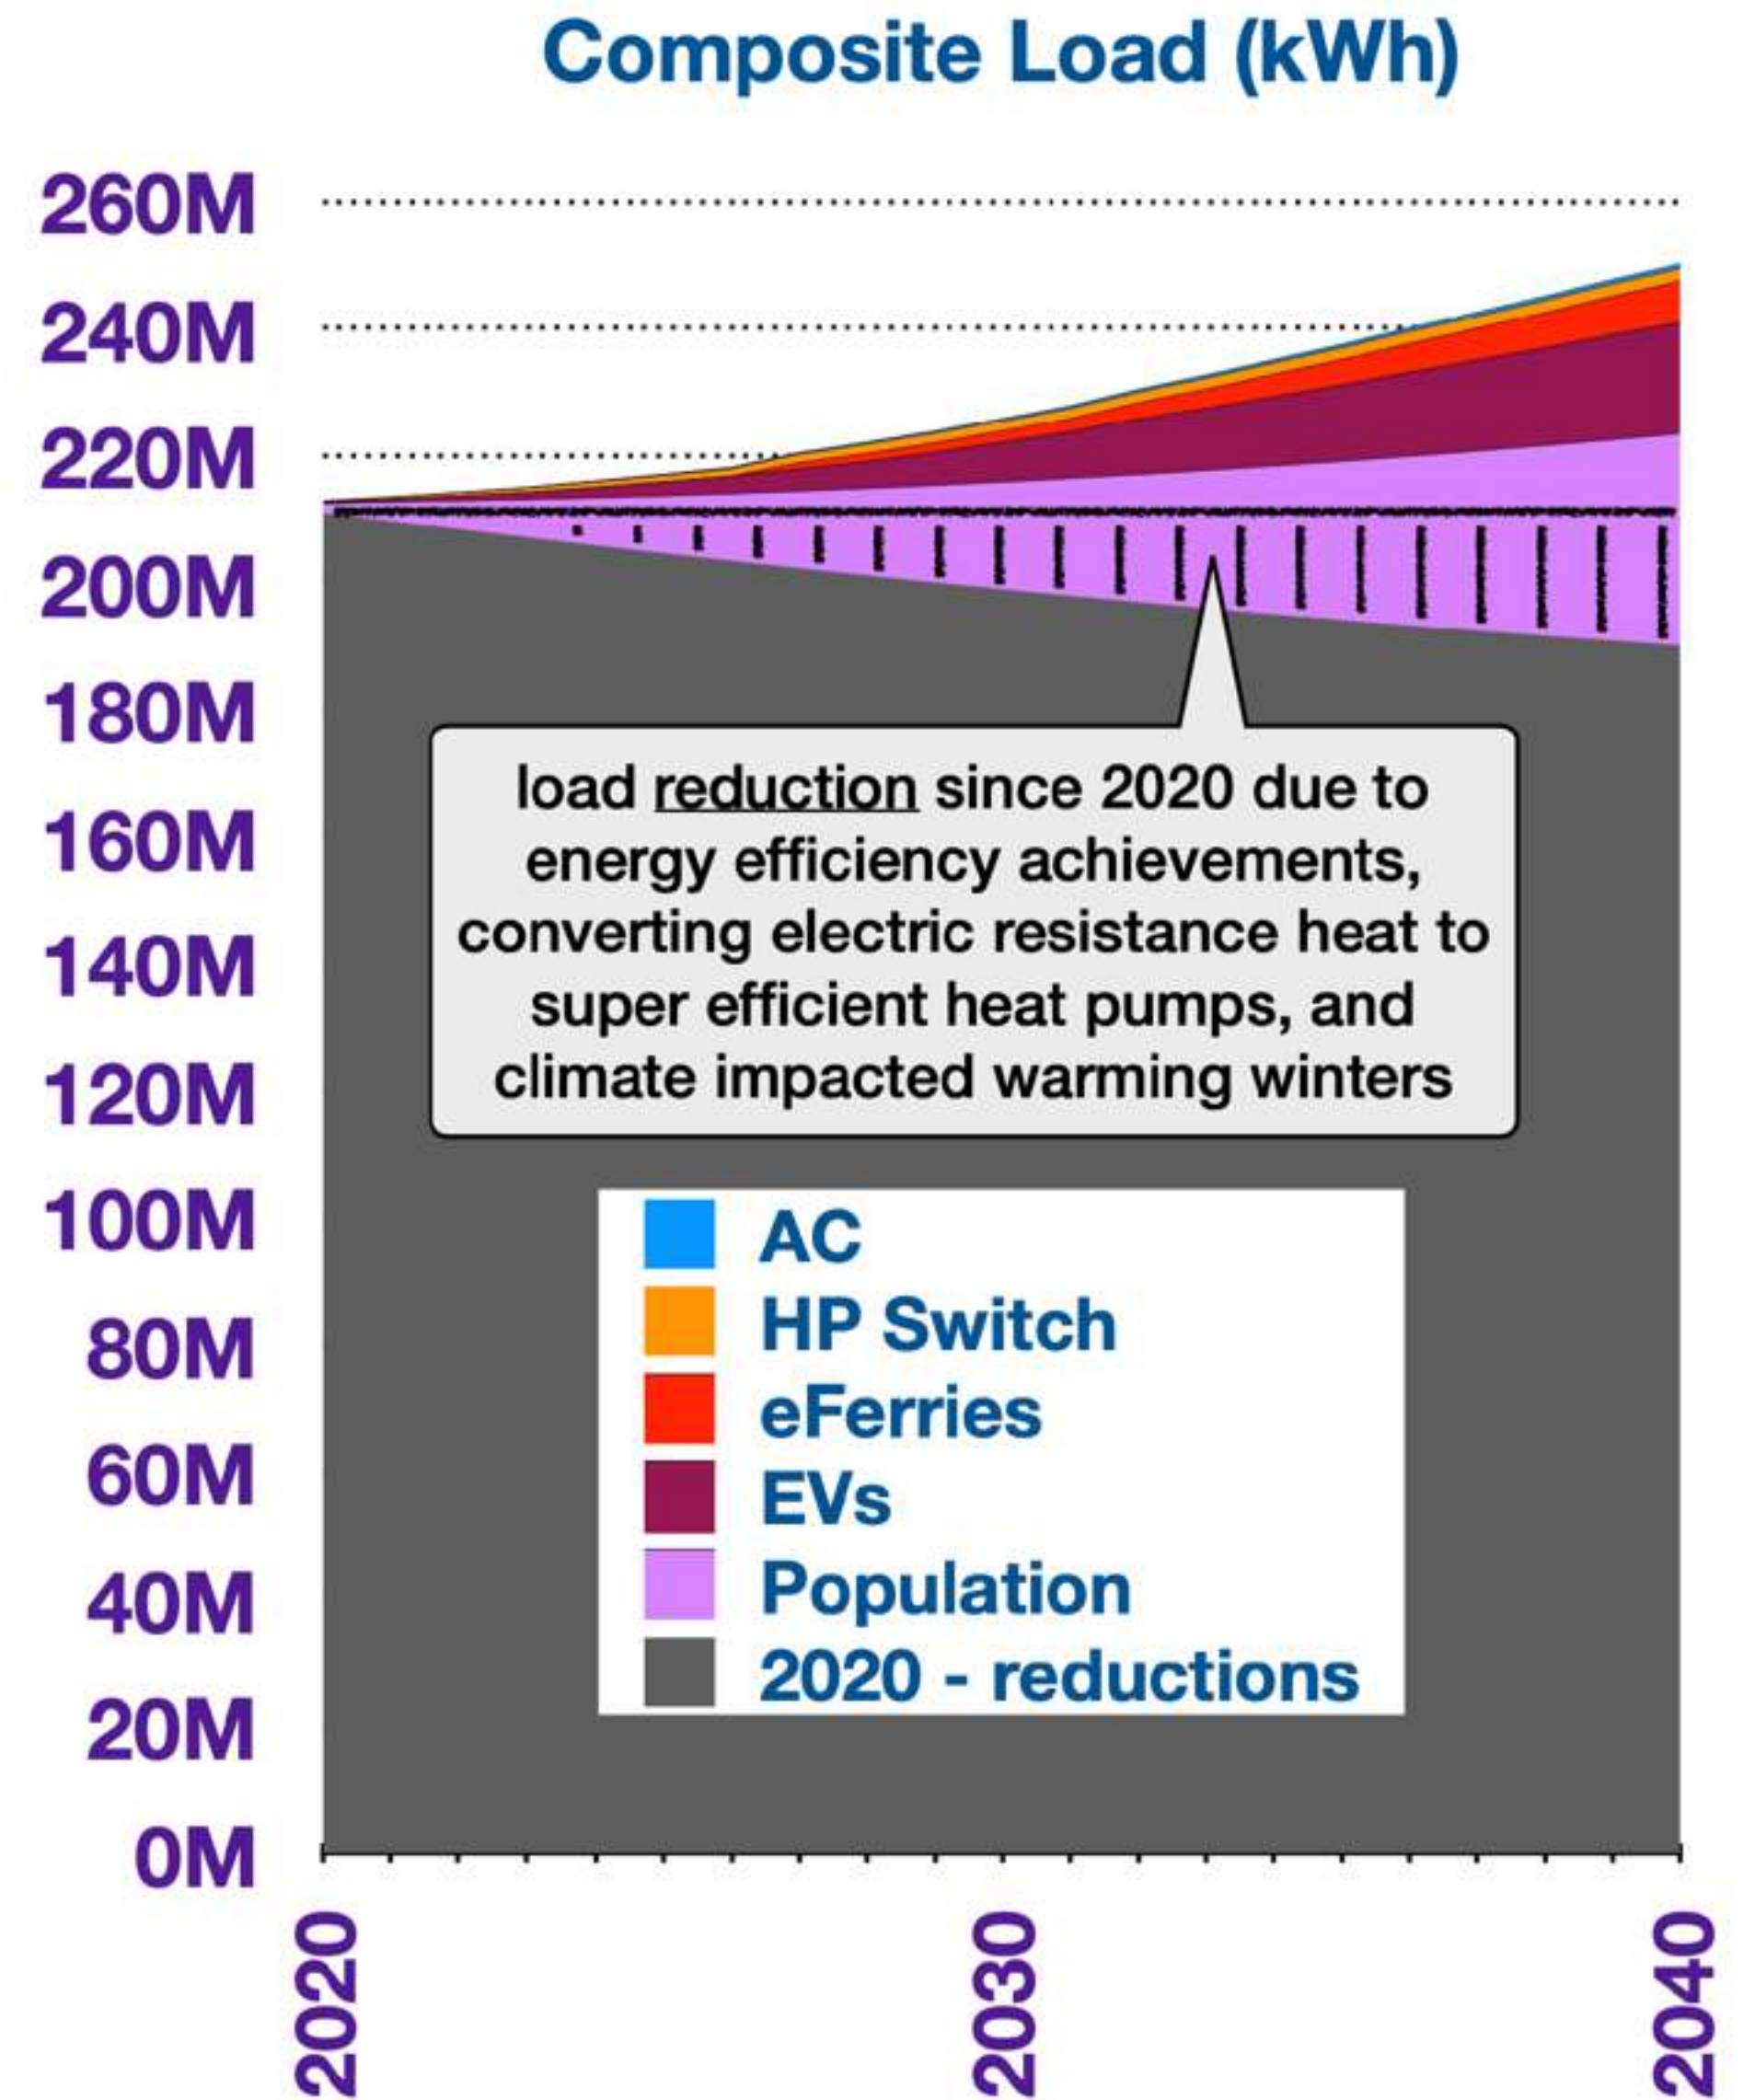 Composite Load (kWh)
260M
240M
220M
200M
180M
160M
140M
120M
100M
80M
60M
40M
20M
0M
load reduction since 2020 due to
energy efficiency achievements,
converting electric resistance heat to
super efficient heat pumps, and
climate impacted warming winters
AC
HP Switch
eFerries
EVs
Population
2020 - reductions
2020
2030
2040